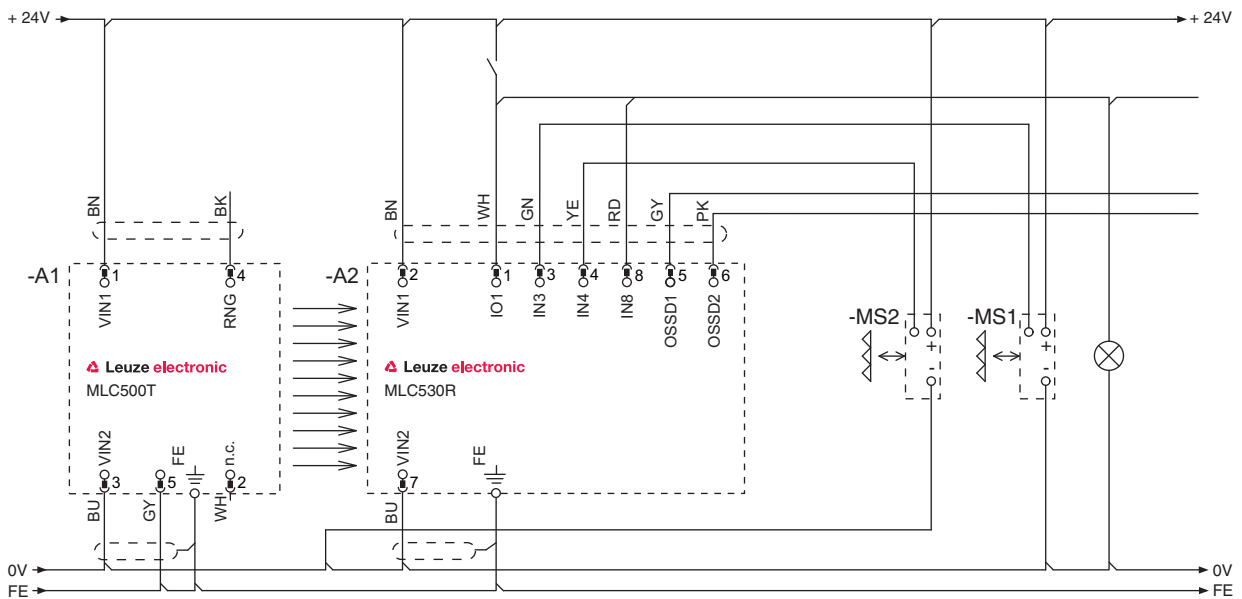 + 24V
+ 24V
BN
BK
BN
WH
GN
YE
RD
GY
PK
-A1
1
4
-A2
2
1
3
4
8
5
6
VIN1
RNG
VIN1
IO1
IN3
IN4
IN8
OSSD1
OSSD2
-MS2
-MS1
+
+
-
-
Leuze electronic
MLC500T
Leuze electronic
MLC530R
VIN2
FE
n.c.
VIN2
FE
3
5
2
7
BU
GY
WH
BU
0V
0V
FE
FE